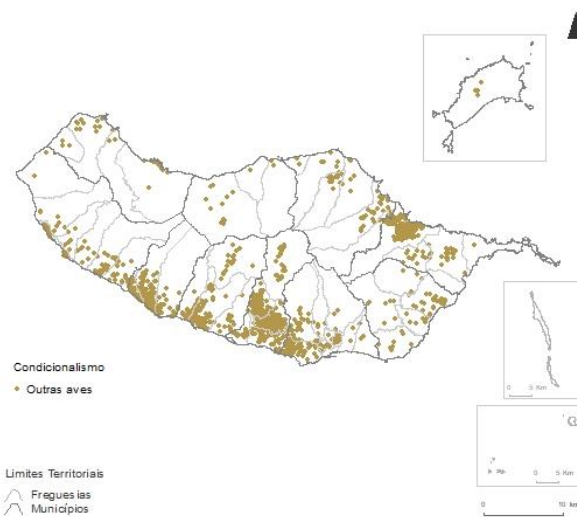 Condicionalismo
Outras aves
0 5 Km
0 5 Km
Limites Territoriais
Freguesias
Municípios
0 10 km